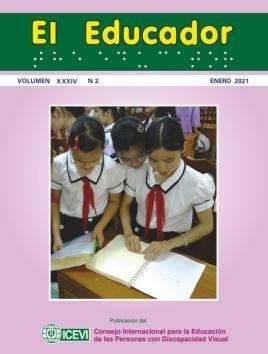 El Educador
VOLUMEN XXXIV N 2 ENERO 2021
Publicación del
ICEVI Consejo Internacional para la Educación
de las Personas con Discapacidad Visual